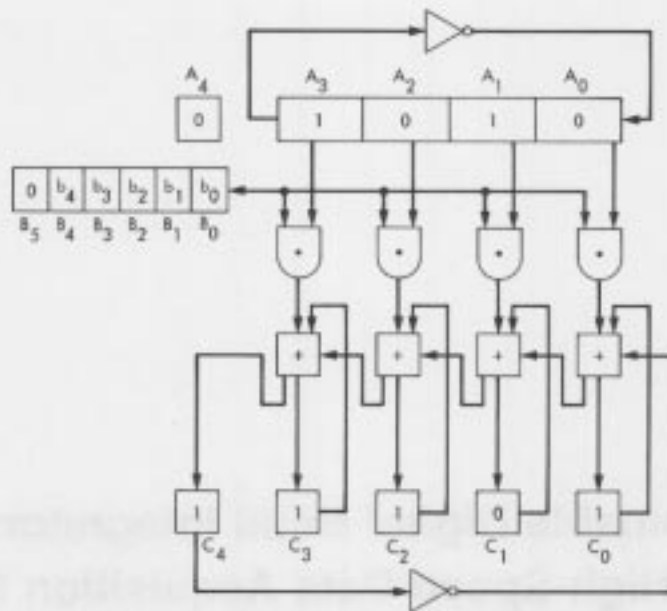 A4 A3 A2 A1 A0
0 1 0 1 0
0 b4 b3 b2 b1 b0
B5 B4 B3 B2 B1 B0
· · · ·
+ + + +
1 1 1 0 1
C4 C3 C2 C1 C0